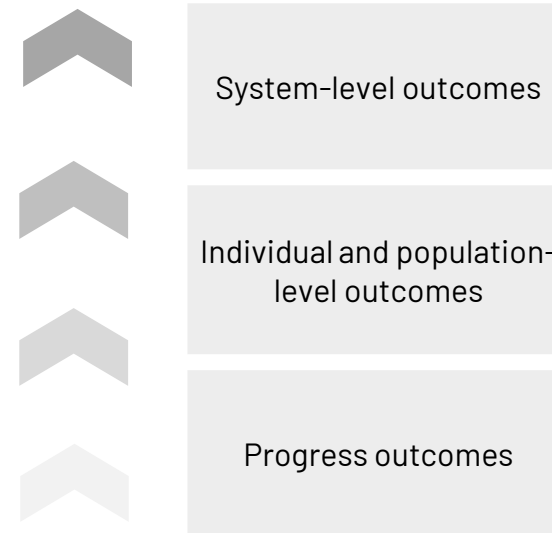 System-level outcomes
Individual and population-
level outcomes
Progress outcomes